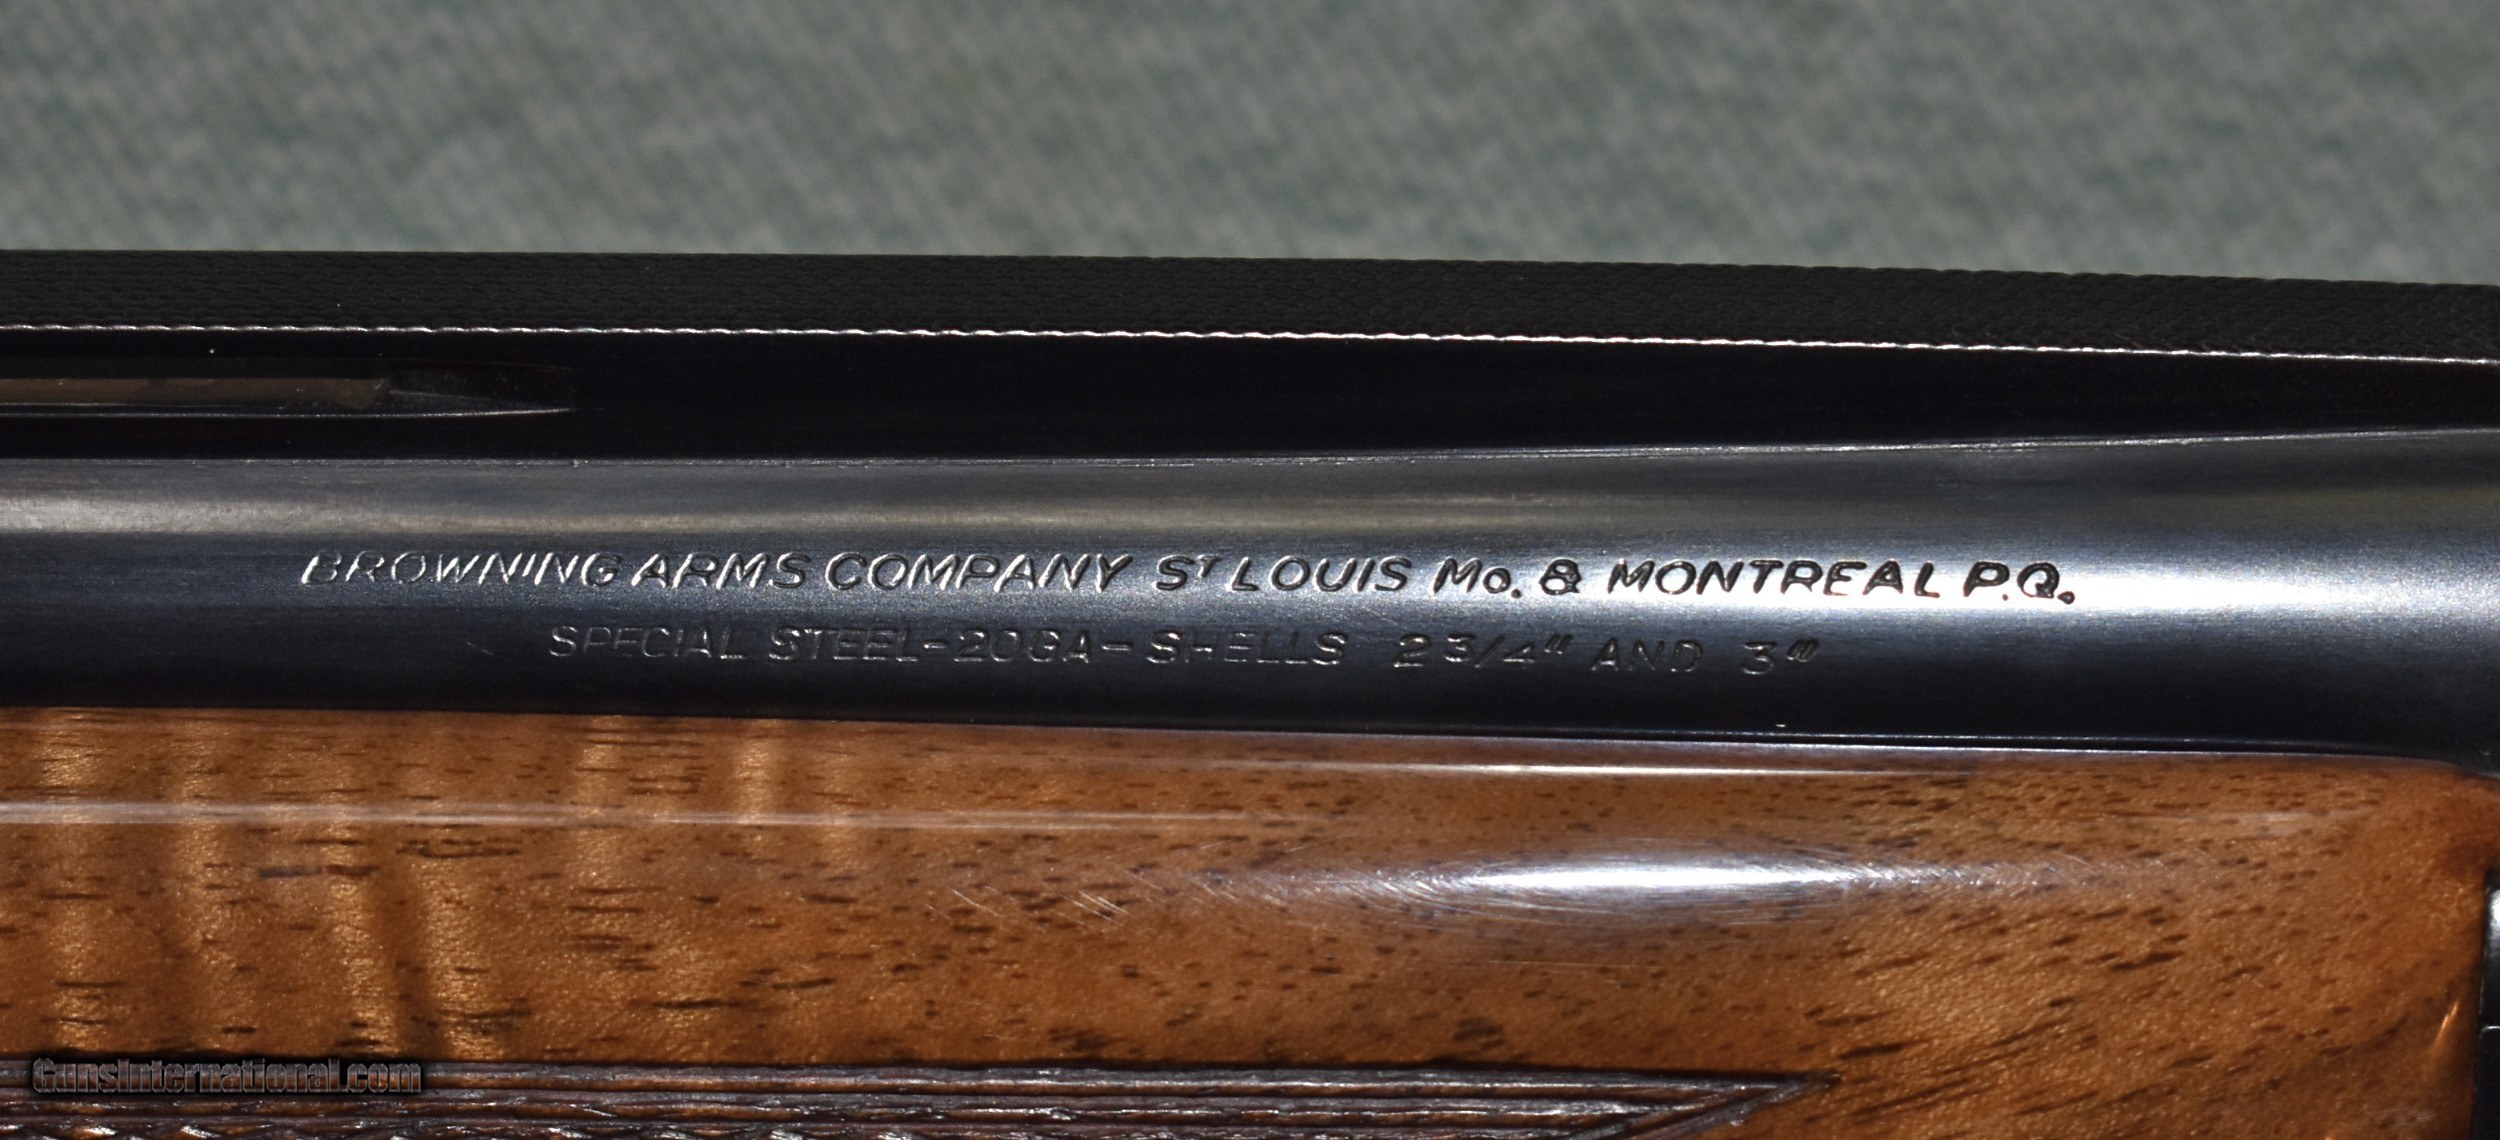 BROWNING ARMS COMPANY ST LOUIS MO. & MONTREAL P.Q.
SPECIAL STEEL-20GA-SHELLS 2 3/4" AND 3"
GunsInternational.com